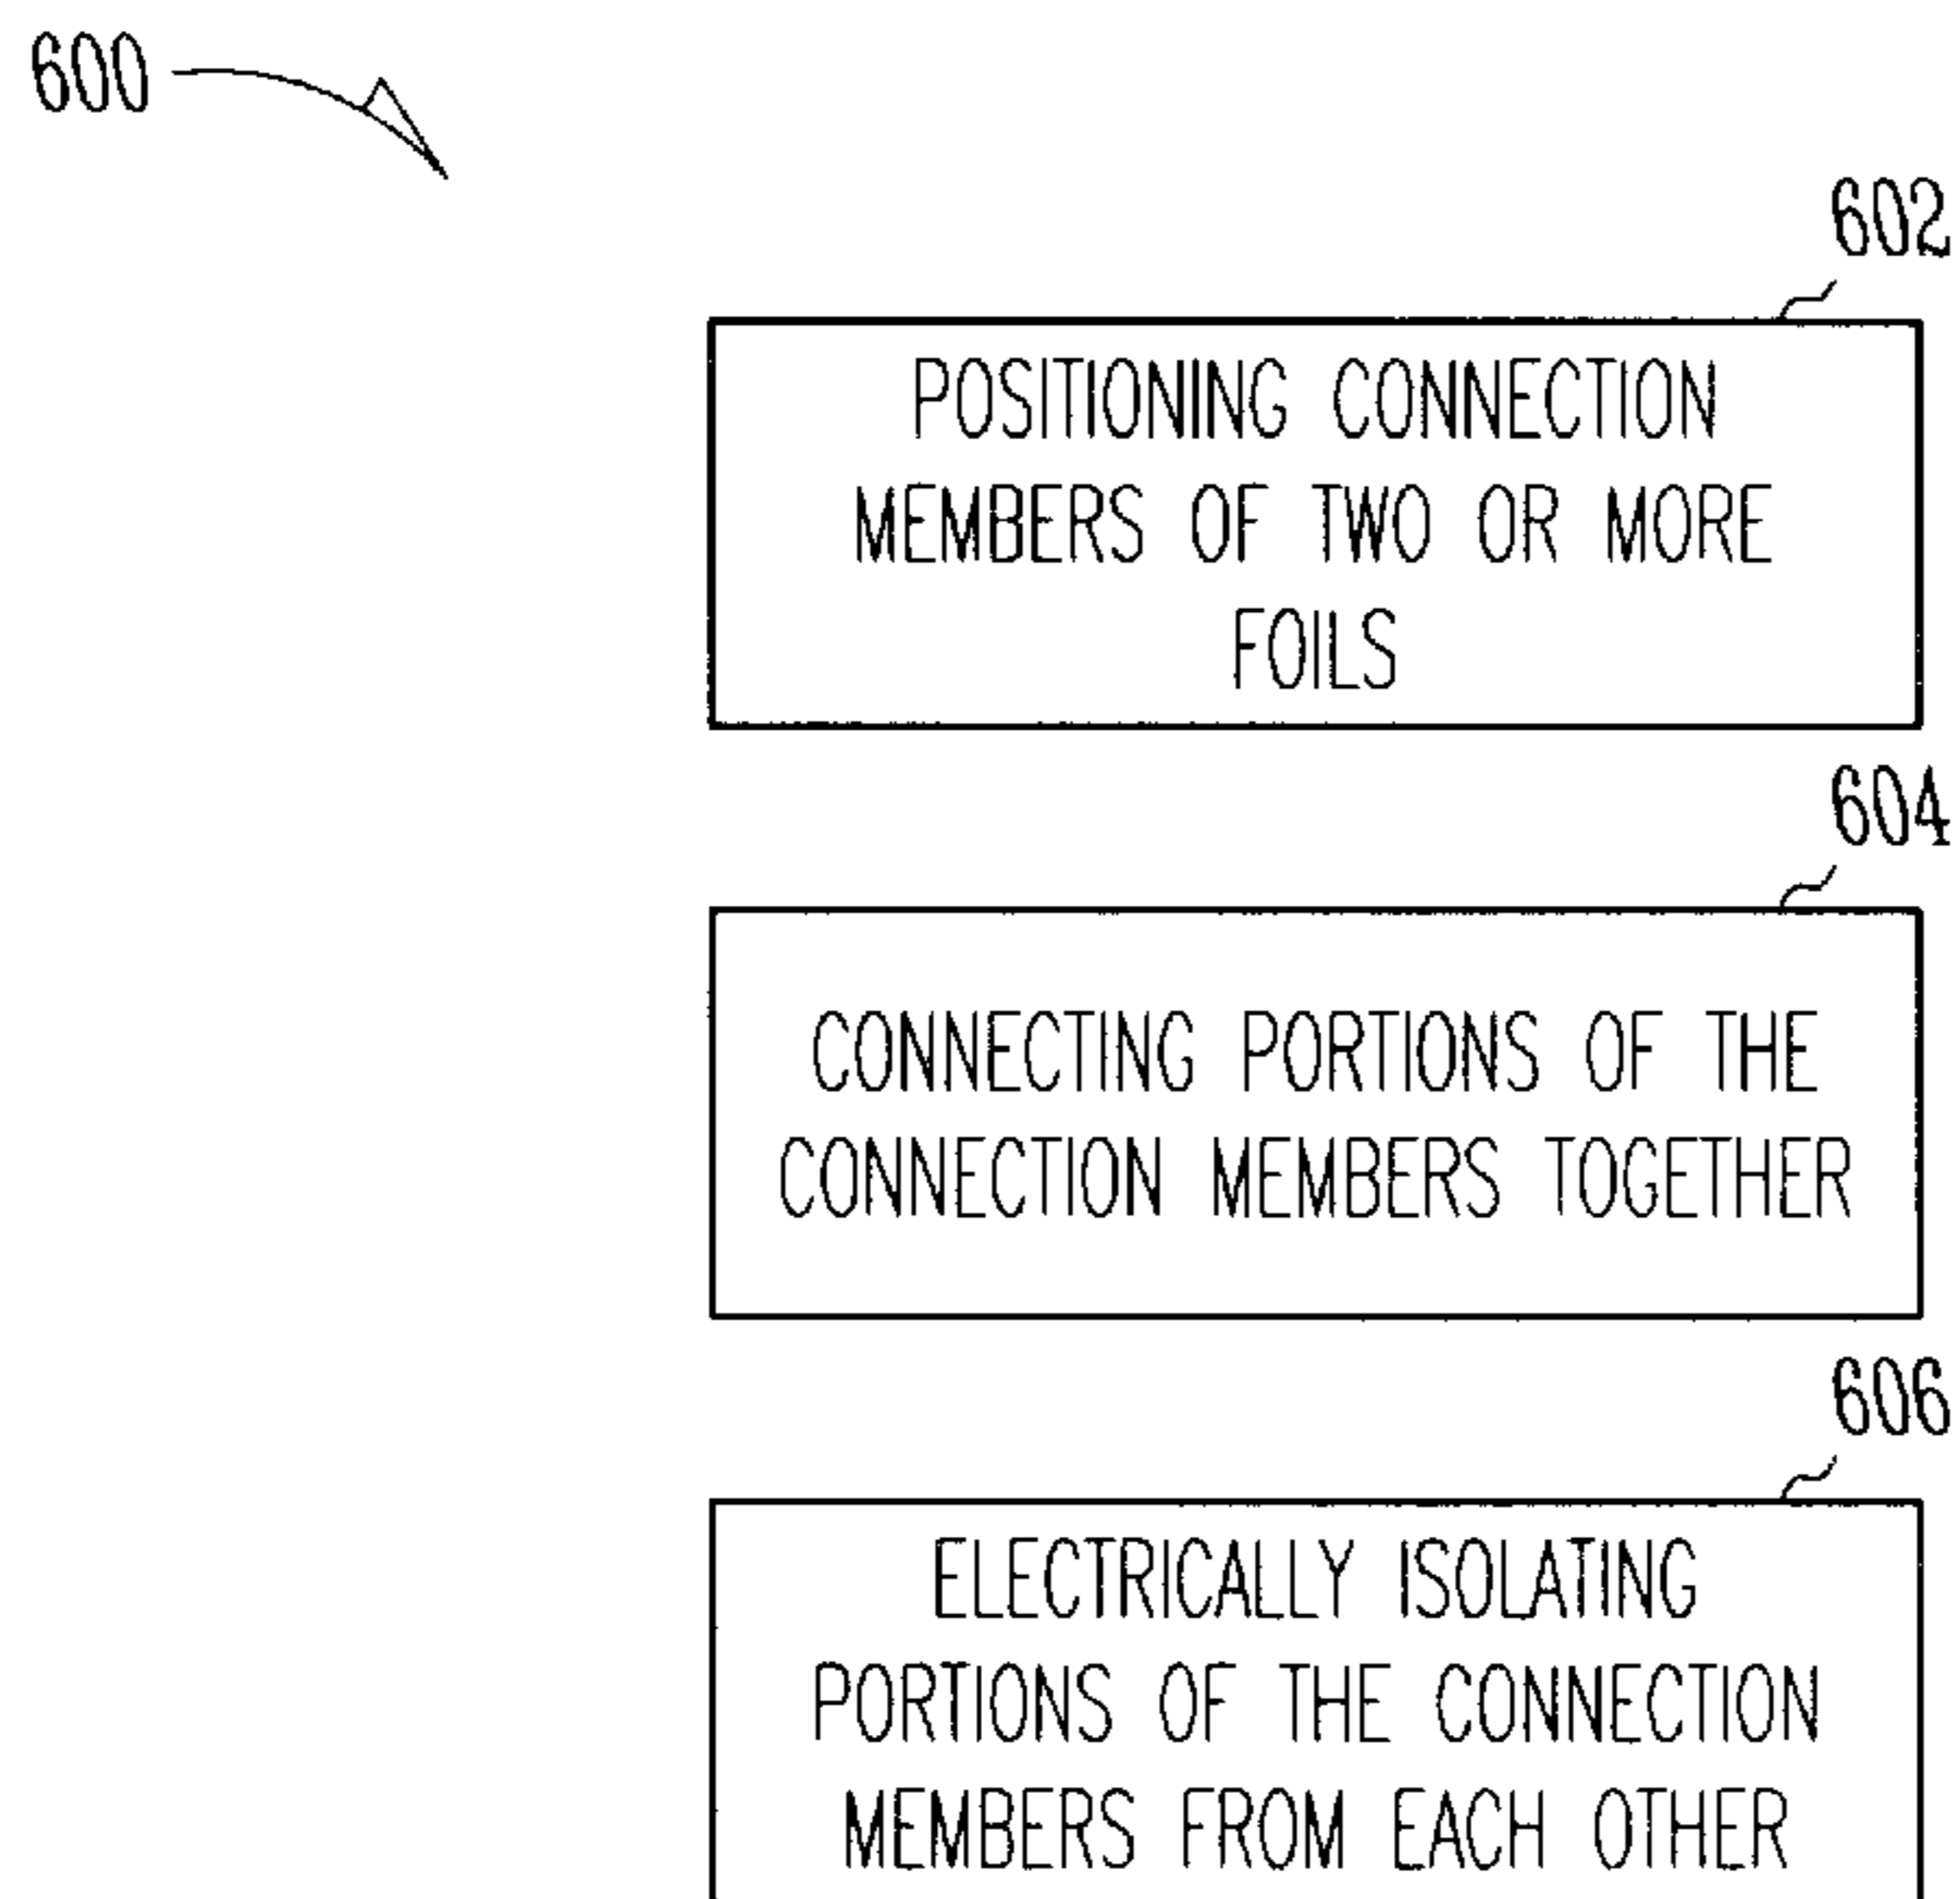 600
602
POSITIONING CONNECTION
MEMBERS OF TWO OR MORE
FOILS
604
CONNECTING PORTIONS OF THE
CONNECTION MEMBERS TOGETHER
606
ELECTRICALLY ISOLATING
PORTIONS OF THE CONNECTION
MEMBERS FROM EACH OTHER